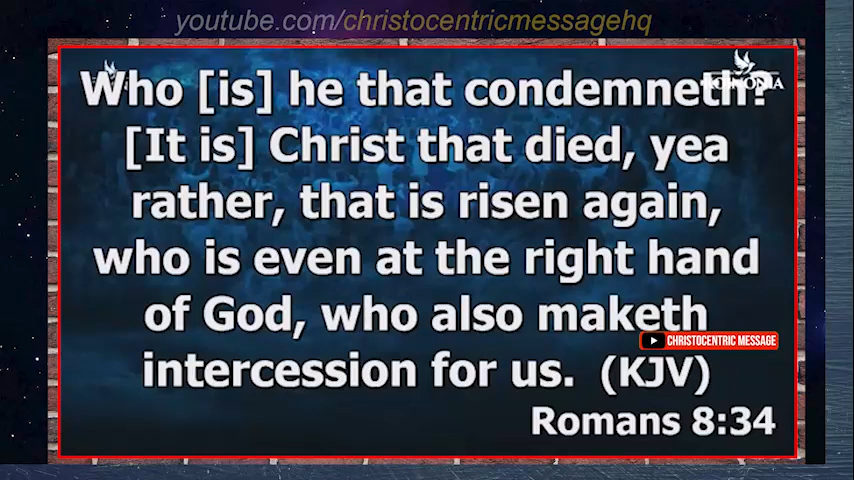 youtube.com/christocentricmessagehq
Who [is] he that condemneth?
KOINONIA
[It is] Christ that died, yea
rather, that is risen again,
who is even at the right hand
of God, who also maketh
CHRISTOCENTRIC MESSAGE
intercession for us. (KJV)
Romans 8:34